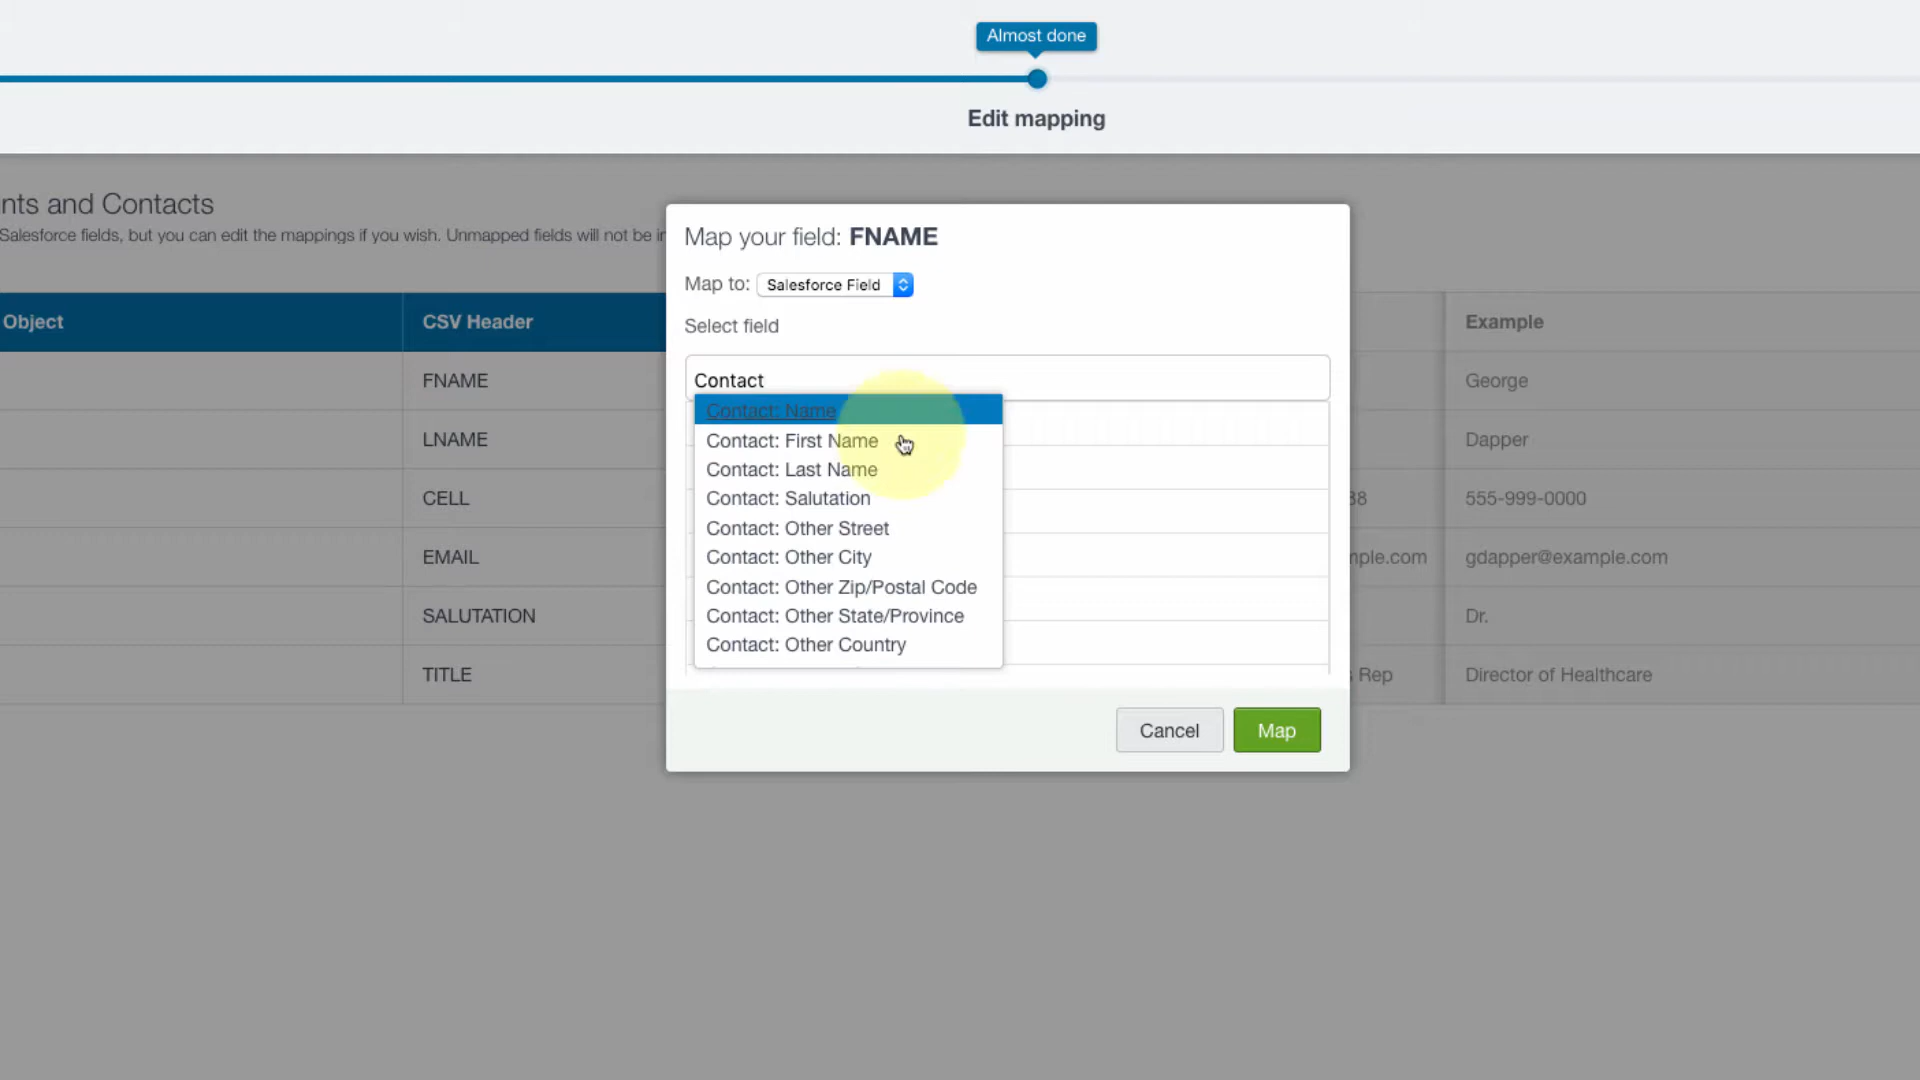 Almost done
Edit mapping
nts and Contacts
Salesforce fields, but you can edit the mappings if you wish. Unmapped fields will not be in
Map your field: FNAME
Map to: Salesforce Field
Select field
Contact
Contact: Name
Contact: First Name
Contact: Last Name
Contact: Salutation
Contact: Other Street
Contact: Other City
Contact: Other Zip/Postal Code
Contact: Other State/Province
Contact: Other Country
Cancel Map
Object CSV Header Example
FNAME George
LNAME Dapper
CELL 88 555-999-0000
EMAIL mple.com gdapper@example.com
SALUTATION Dr.
TITLE Rep Director of Healthcare